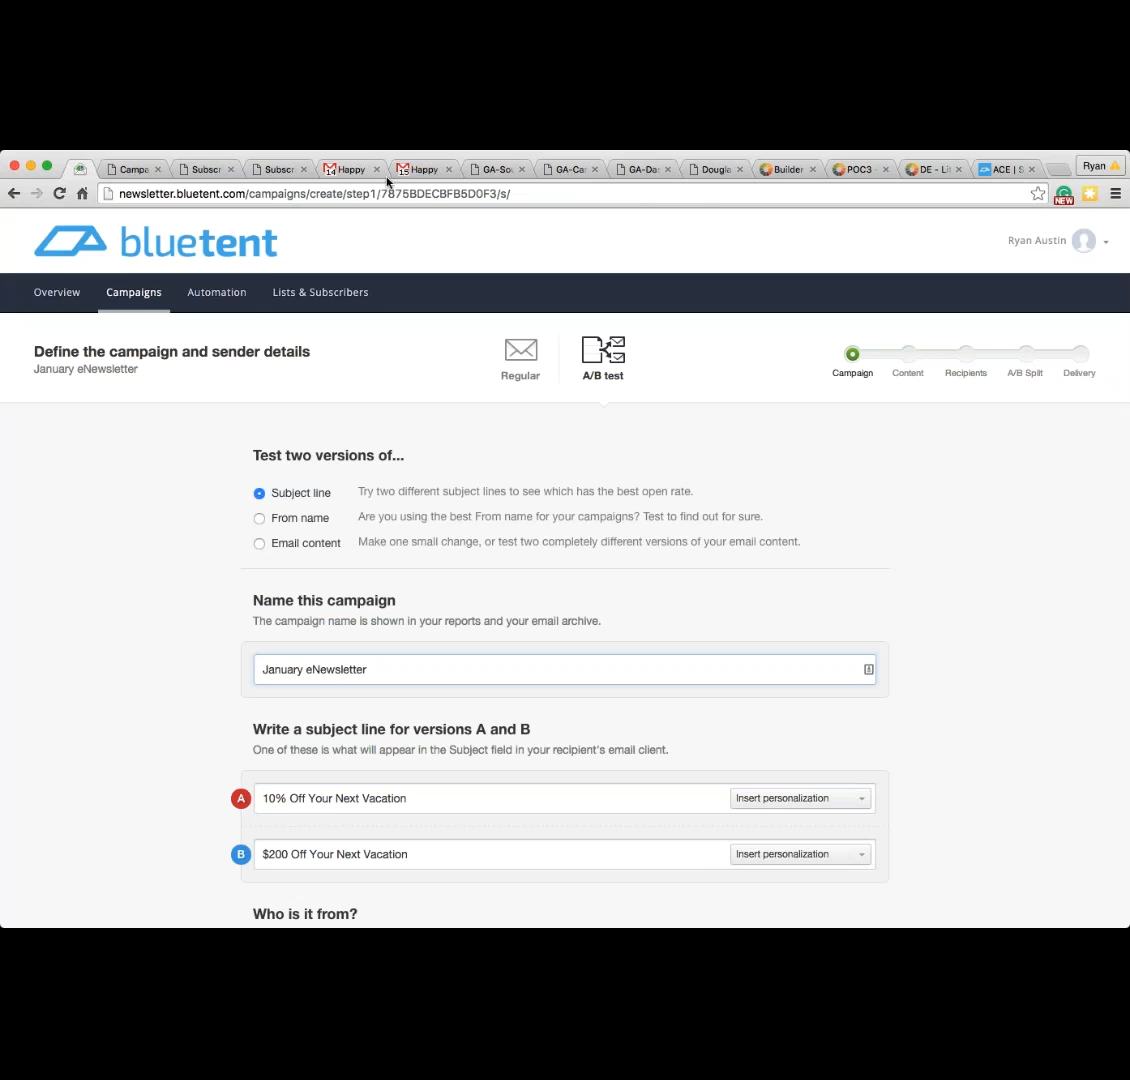 Campa
Subscr
Subscr
14 Happy
15 Happy
GA-Sou
GA-Car
GA-Das
Dougla
Builder
POC3 -
DE - Lit
ACE | S
Ryan
newsletter.bluetent.com/campaigns/create/step1/7875BDECBFB5D0F3/s/
NEW
bluetent
Ryan Austin
Overview
Campaigns
Automation
Lists & Subscribers
Define the campaign and sender details
January eNewsletter
Regular
A/B test
Campaign
Content
Recipients
A/B Split
Delivery
Test two versions of...
Subject line Try two different subject lines to see which has the best open rate.
From name Are you using the best From name for your campaigns? Test to find out for sure.
Email content Make one small change, or test two completely different versions of your email content.
Name this campaign
The campaign name is shown in your reports and your email archive.
January eNewsletter
Write a subject line for versions A and B
One of these is what will appear in the Subject field in your recipient's email client.
A 10% Off Your Next Vacation Insert personalization
B $200 Off Your Next Vacation Insert personalization
Who is it from?